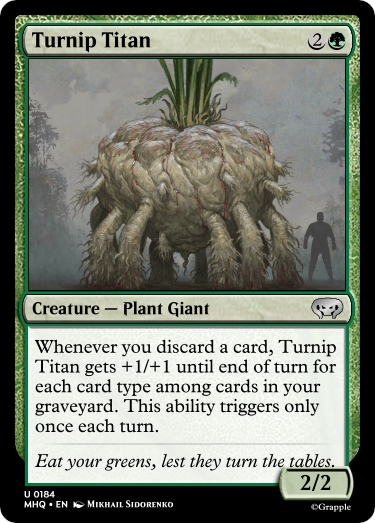 Turnip Titan 2
Creature — Plant Giant
Whenever you discard a card, Turnip
Titan gets +1/+1 until end of turn for
each card type among cards in your
graveyard. This ability triggers only
once each turn.
Eat your greens, lest they turn the tables.
2/2
U 0184
MHQ • EN Mikhail Sidorenko
©Grapple